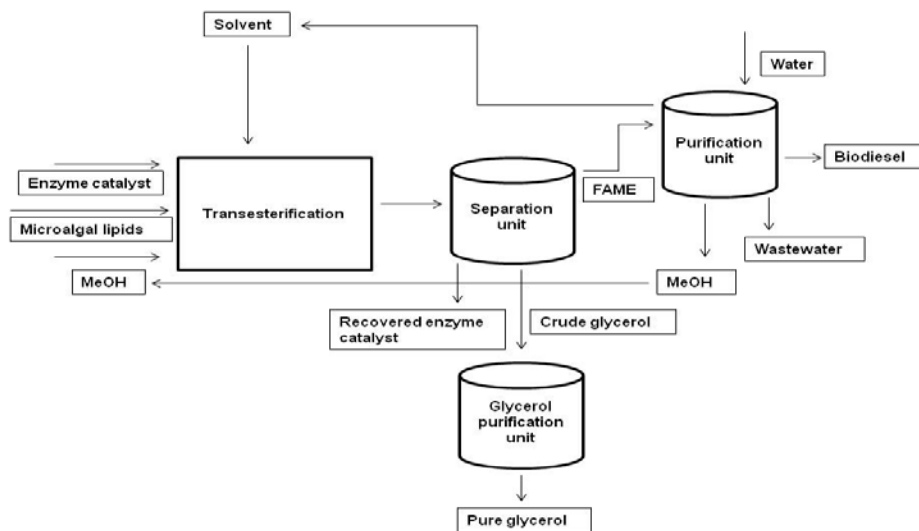 Solvent
Water
Purification
unit
Biodiesel
Enzyme catalyst
FAME
Transesterification
Separation
unit
Microalgal lipids
Wastewater
MeOH
MeOH
Recovered enzyme
catalyst
Crude glycerol
Glycerol
purification
unit
Pure glycerol